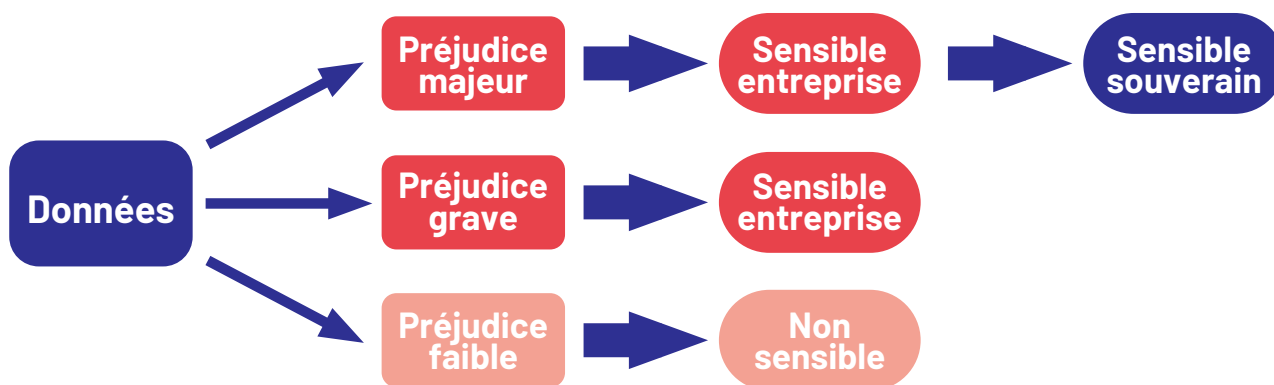 Préjudice
majeur
Sensible
entreprise
Sensible
souverain
Données
Préjudice
grave
Sensible
entreprise
Préjudice
faible
Non
sensible